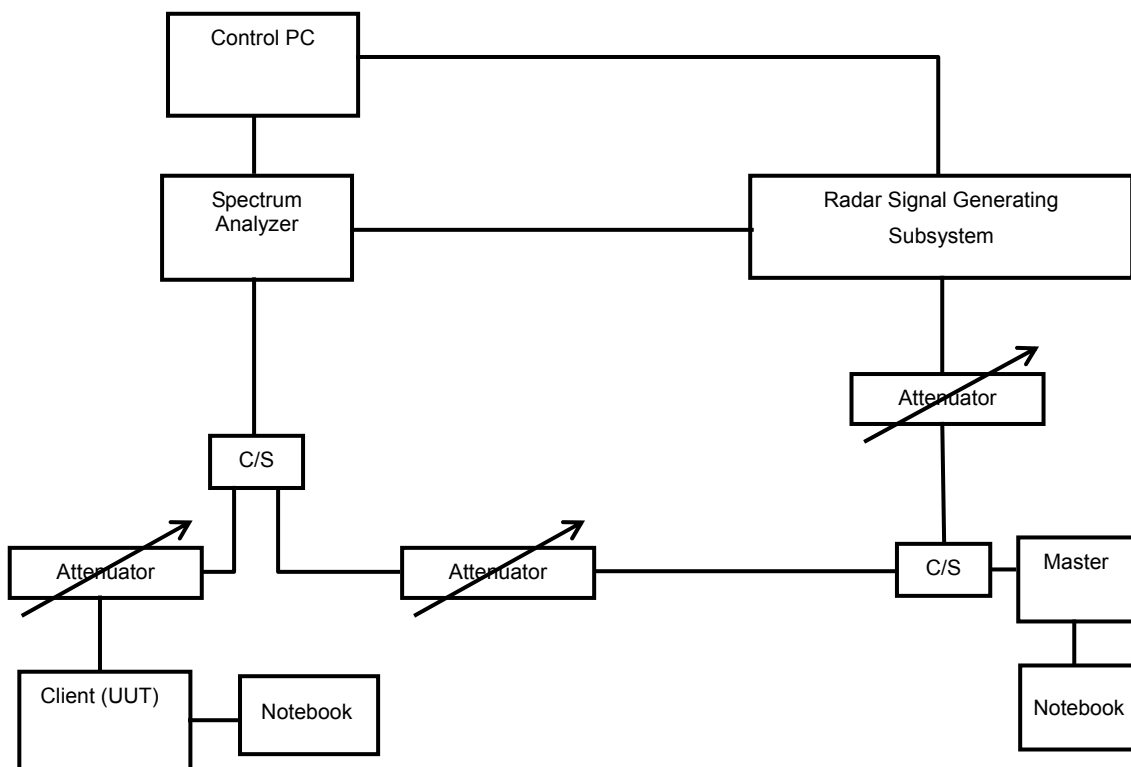 Control PC
Spectrum
Analyzer
Radar Signal Generating
Subsystem
Attenuator
C/S
Attenuator
Attenuator
C/S
Master
Client (UUT)
Notebook
Notebook